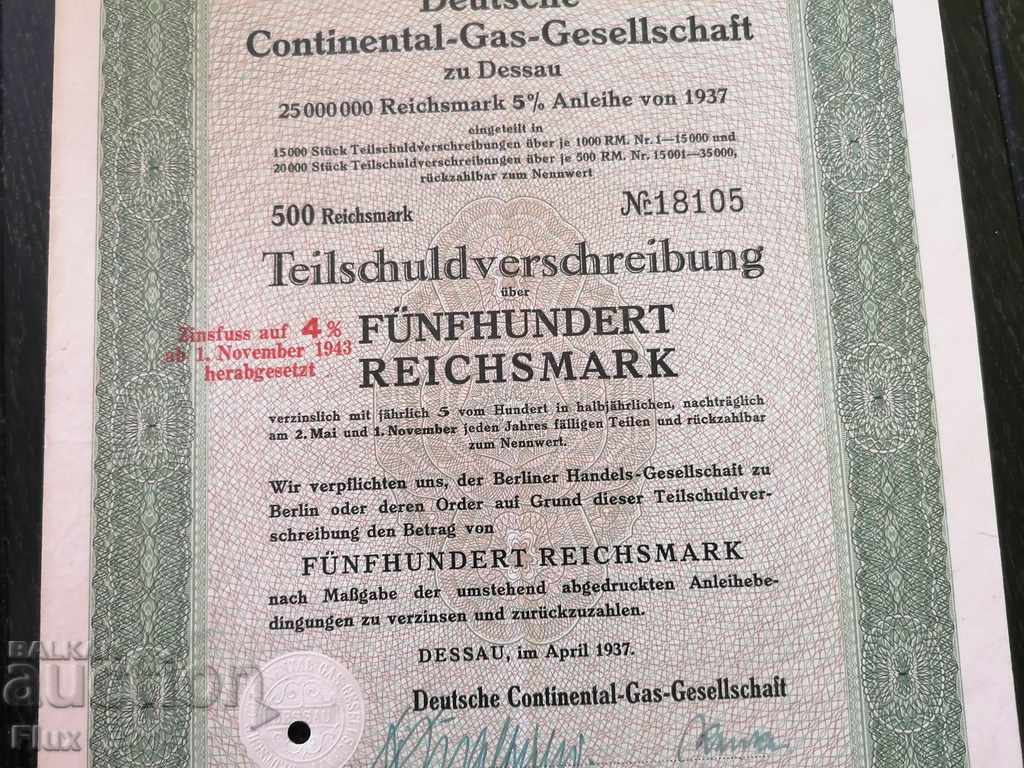 Deutsche
Continental-Gas-Gesellschaft
zu Dessau
25000000 Reichsmark 5% Anleihe von 1937
eingeteilt in
15000 Stück Teilschuldverschreibungen über je 1000 RM. Nr. 1—15000 und
20000 Stück Teilschuldverschreibungen über je 500 RM. Nr. 15001—35000,
rückzahlbar zum Nennwert
500 Reichsmark № 18105
Teilschuldverschreibung
über
FÜNFHUNDERT
REICHSMARK
Zinsfuss auf 4%
ab 1. November 1943
herabgesetzt
verzinslich mit jährlich 5 vom Hundert in halbjährlichen, nachträglich
am 2. Mai und 1. November jeden Jahres fälligen Teilen und rückzahlbar
zum Nennwert.
Wir verpflichten uns, der Berliner Handels-Gesellschaft zu
Berlin oder deren Order auf Grund dieser Teilschuldver-
schreibung den Betrag von
FÜNFHUNDERT REICHSMARK
nach Maßgabe der umstehend abgedruckten Anleihebe-
dingungen zu verzinsen und zurückzuzahlen.
DESSAU, im April 1937.
Deutsche Continental-Gas-Gesellschaft
BALKAN
auction
Flux